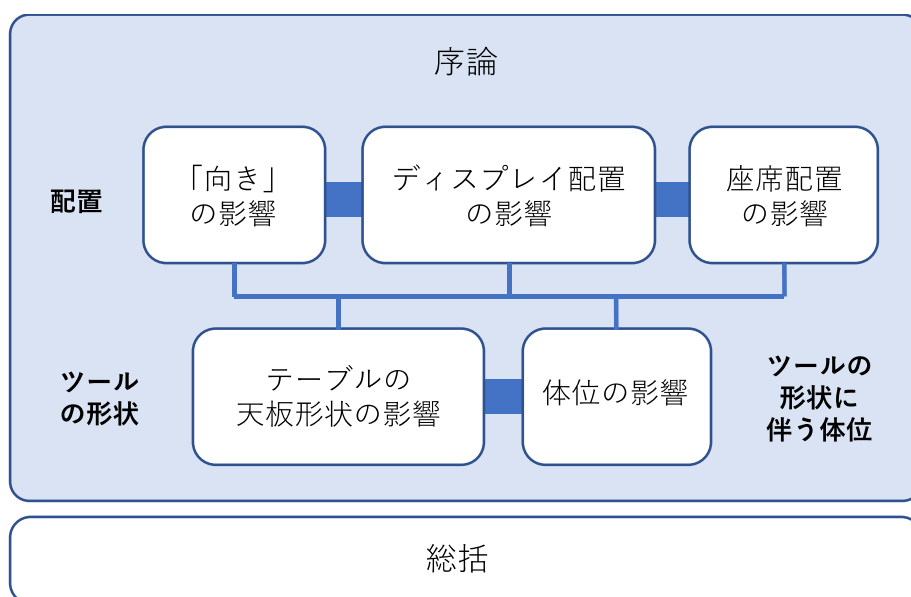 序論
配置
「向き」
の影響
ディスプレイ配置
の影響
座席配置
の影響
ツール
の形状
テーブルの
天板形状の影響
体位の影響
ツールの
形状に
伴う体位
総括